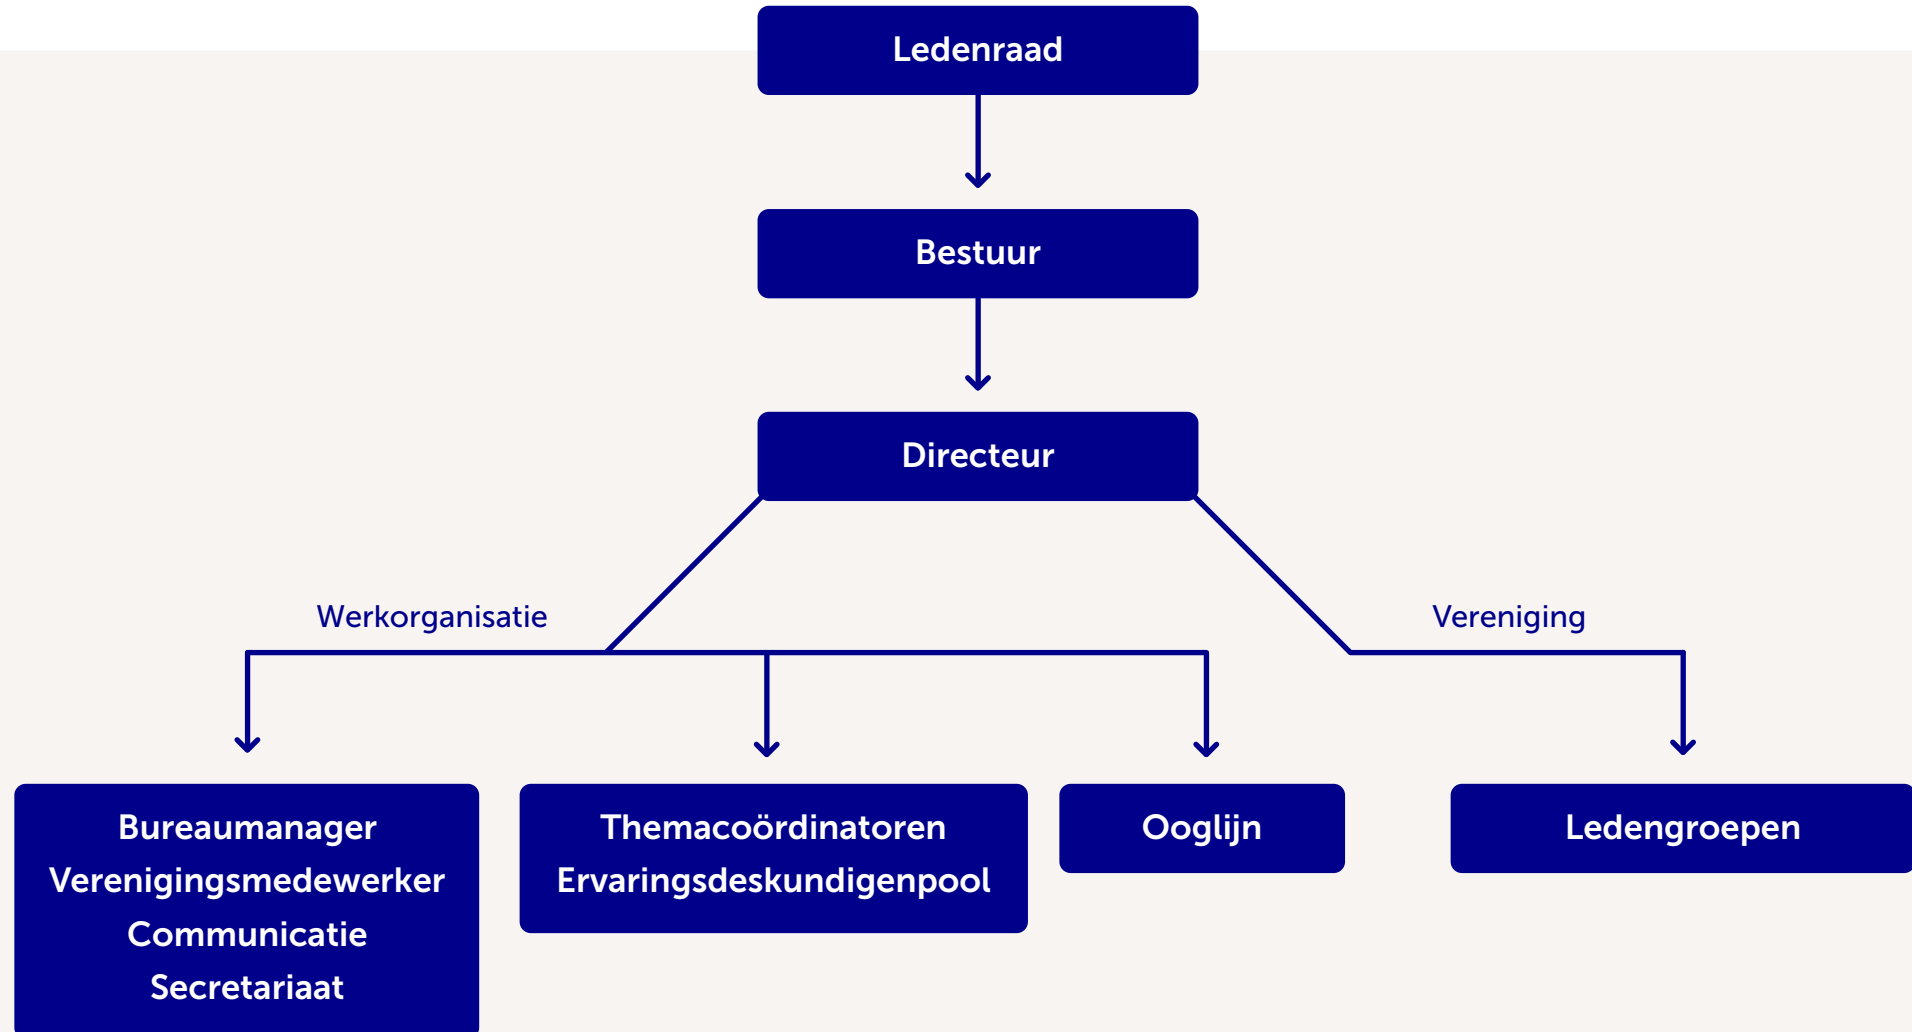 Ledenraad
Bestuur
Directeur
Werkorganisatie
Vereniging
Bureaumanager
Verenigingsmedewerker
Communicatie
Secretariaat
Themacoördinatoren
Ervaringsdeskundigenpool
Ooglijn
Ledengroepen